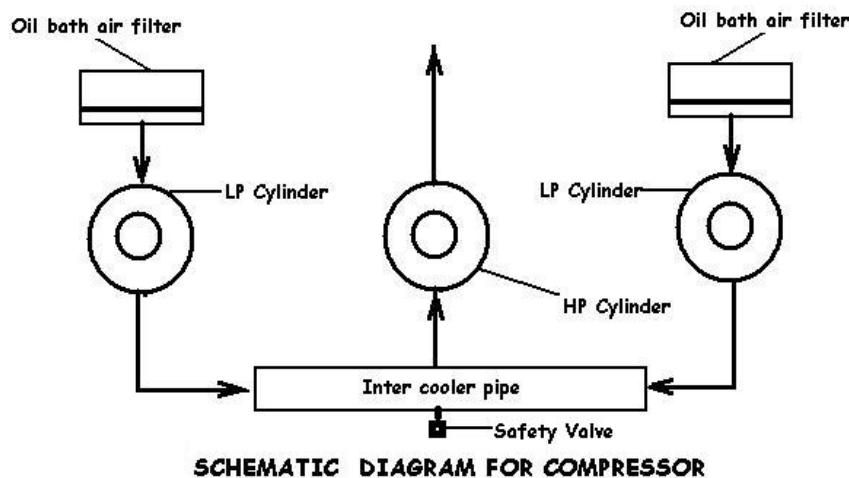 Oil bath air filter
Oil bath air filter
LP Cylinder
LP Cylinder
HP Cylinder
Inter cooler pipe
Safety Valve
SCHEMATIC DIAGRAM FOR COMPRESSOR